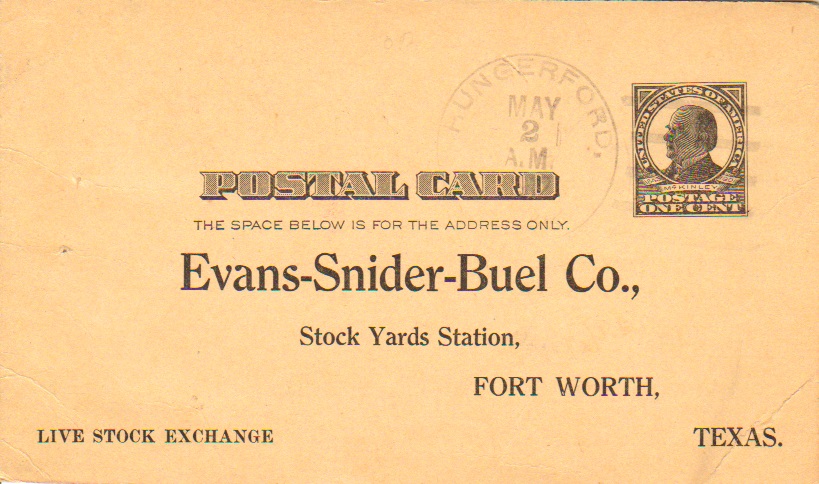 HUNGERFORD,
MAY
2
A.M.
UNITED STATES OF AMERICA
McKINLEY
POSTAGE
ONE CENT
POSTAL CARD
THE SPACE BELOW IS FOR THE ADDRESS ONLY.
Evans-Snider-Buel Co.,
Stock Yards Station,
FORT WORTH,
LIVE STOCK EXCHANGE
TEXAS.